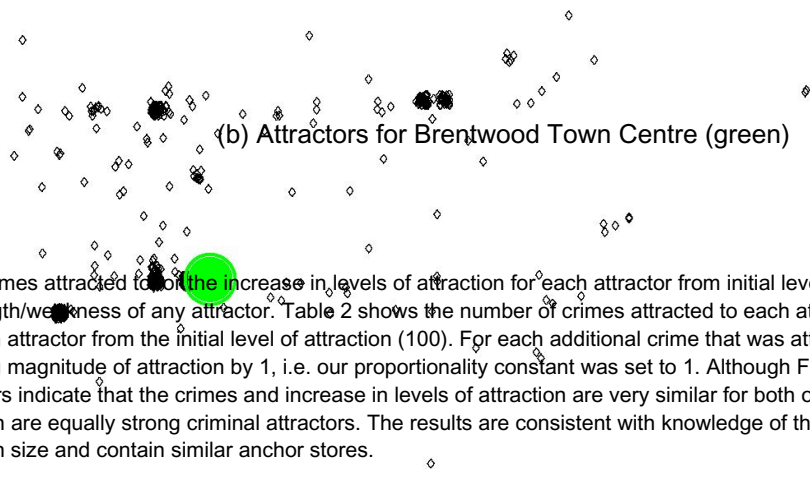 (b) Attractors for Brentwood Town Centre (green)
mes attracted to or the increase in levels of attraction for each attractor from initial leve
gth/weakness of any attractor. Table 2 shows the number of crimes attracted to each at
attractor from the initial level of attraction (100). For each additional crime that was at
magnitude of attraction by 1, i.e. our proportionality constant was set to 1. Although F
rs indicate that the crimes and increase in levels of attraction are very similar for both o
n are equally strong criminal attractors. The results are consistent with knowledge of th
n size and contain similar anchor stores.